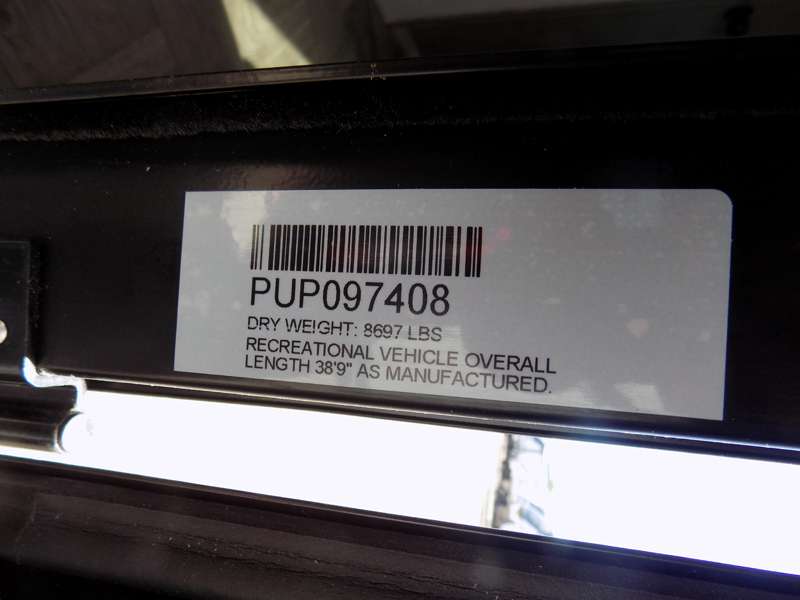 PUP097408
DRY WEIGHT: 8697 LBS
RECREATIONAL VEHICLE OVERALL
LENGTH 38'9" AS MANUFACTURED.